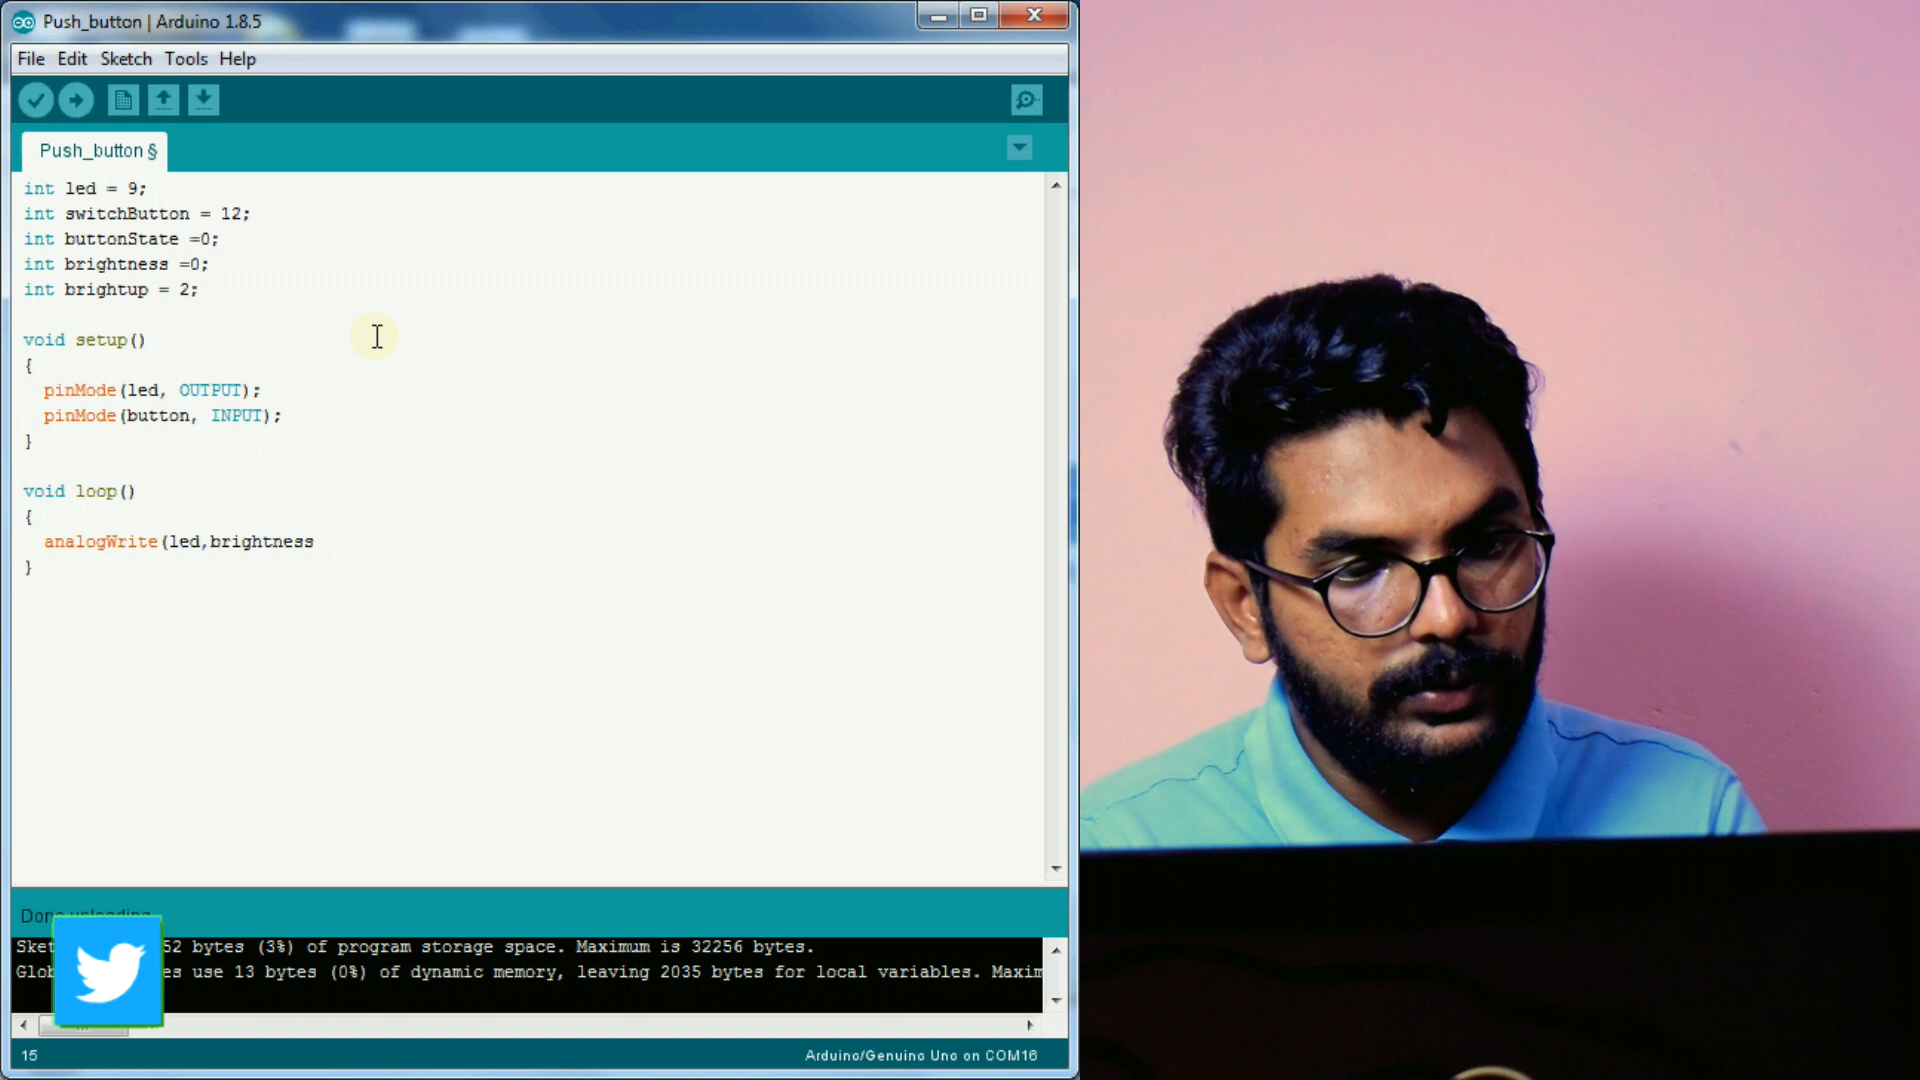 Push_button | Arduino 1.8.5
File Edit Sketch Tools Help
Push_button §
int led = 9;
int switchButton = 12;
int buttonState =0;
int brightness =0;
int brightup = 2;
void setup()
{
pinMode(led, OUTPUT);
pinMode(button, INPUT);
}
void loop()
{
analogWrite(led,brightness
}
Done uploading.
52 bytes (3%) of program storage space. Maximum is 32256 bytes.
use 13 bytes (0%) of dynamic memory, leaving 2035 bytes for local variables.
15
Arduino/Genuino Uno on COM16